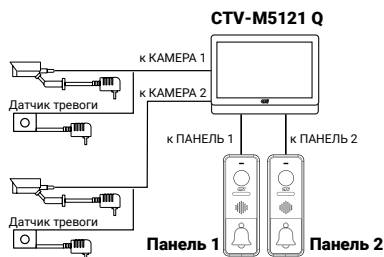 CTV-M5121 Q
к КАМЕРА 1
Датчик тревоги
к КАМЕРА 2
к ПАНЕЛЬ 1
к ПАНЕЛЬ 2
Датчик тревоги
Панель 1
Панель 2